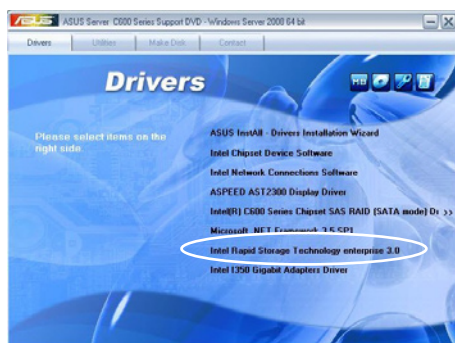 ASUS ASUS Server C600 Series Support DVD - Windows Server 2008 64 bit
Drivers Utilities Make Disk Contact
Drivers
Please select items on the
right side.
ASUS InstAll - Drivers Installation Wizard
Intel Chipset Device Software
Intel Network Connections Software
ASPEED AST2300 Display Driver
Intel(R) C600 Series Chipset SAS RAID (SATA mode) Dr >>
Microsoft .NET Framework 3.5 SP1
Intel Rapid Storage Technology enterprise 3.0
Intel I350 Gigabit Adapters Driver